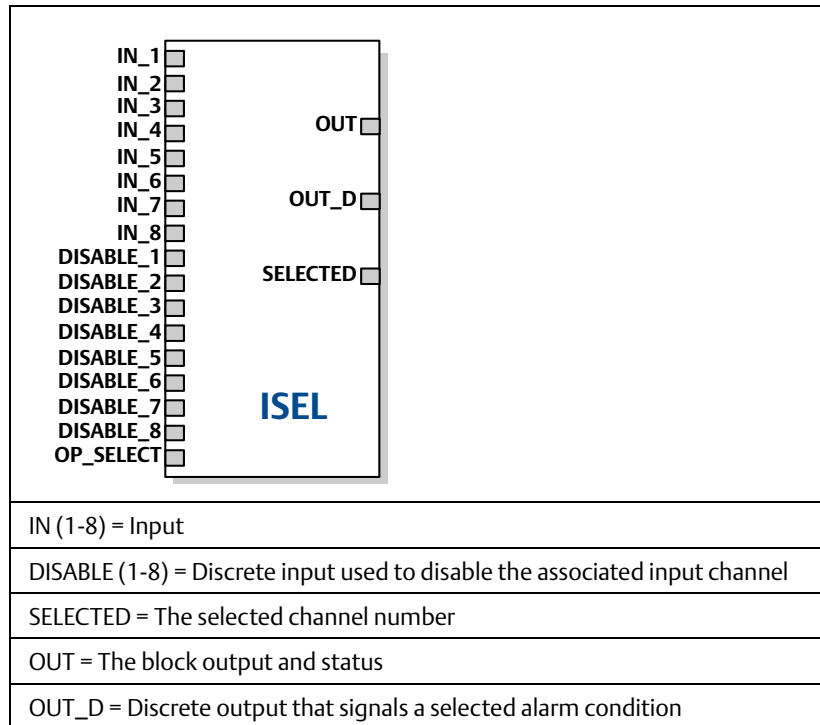 IN_1
IN_2
IN_3
IN_4
IN_5
IN_6
IN_7
IN_8
DISABLE_1
DISABLE_2
DISABLE_3
DISABLE_4
DISABLE_5
DISABLE_6
DISABLE_7
DISABLE_8
OP_SELECT
OUT
OUT_D
SELECTED
ISEL
IN (1-8) = Input
DISABLE (1-8) = Discrete input used to disable the associated input channel
SELECTED = The selected channel number
OUT = The block output and status
OUT_D = Discrete output that signals a selected alarm condition